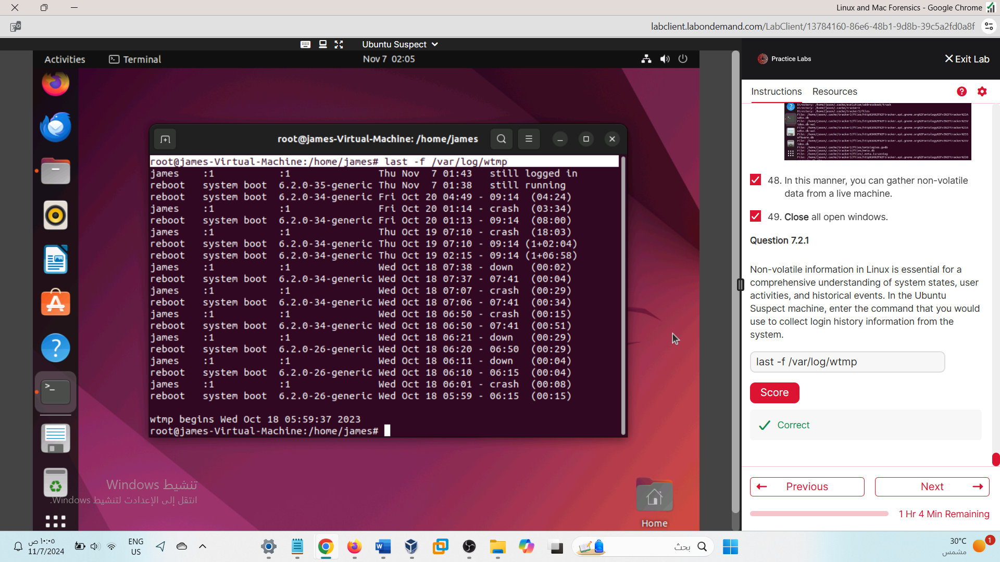 Linux and Mac Forensics - Google Chrome
labclient.labondemand.com/LabClient/13784160-86e6-48b1-9d8b-39c5a2fd0a8f
Ubuntu Suspect
Activities
Terminal
Nov 7 02:05
root@james-Virtual-Machine: /home/james
root@james-Virtual-Machine:/home/james# last -f /var/log/wtmp
james    :1           :1               Thu Nov  7 01:43   still logged in
reboot   system boot  6.2.0-35-generic Thu Nov  7 01:38   still running
reboot   system boot  6.2.0-34-generic Fri Oct 20 04:49 - 09:14  (04:24)
james    :1           :1               Fri Oct 20 01:14 - crash  (03:34)
reboot   system boot  6.2.0-34-generic Fri Oct 20 01:13 - 09:14  (08:00)
james    :1           :1               Thu Oct 19 07:10 - crash  (18:03)
reboot   system boot  6.2.0-34-generic Thu Oct 19 07:10 - 09:14 (1+02:04)
reboot   system boot  6.2.0-34-generic Thu Oct 19 02:15 - 09:14 (1+06:58)
james    :1           :1               Wed Oct 18 07:38 - down   (00:02)
reboot   system boot  6.2.0-34-generic Wed Oct 18 07:37 - 07:41  (00:04)
james    :1           :1               Wed Oct 18 07:07 - crash  (00:29)
reboot   system boot  6.2.0-34-generic Wed Oct 18 07:06 - 07:41  (00:34)
james    :1           :1               Wed Oct 18 06:50 - crash  (00:15)
reboot   system boot  6.2.0-34-generic Wed Oct 18 06:50 - 07:41  (00:51)
james    :1           :1               Wed Oct 18 06:21 - down   (00:29)
reboot   system boot  6.2.0-26-generic Wed Oct 18 06:20 - 06:50  (00:29)
james    :1           :1               Wed Oct 18 06:11 - down   (00:04)
reboot   system boot  6.2.0-26-generic Wed Oct 18 06:10 - 06:15  (00:04)
james    :1           :1               Wed Oct 18 06:01 - crash  (00:08)
reboot   system boot  6.2.0-26-generic Wed Oct 18 05:59 - 06:15  (00:15)
wtmp begins Wed Oct 18 05:59:37 2023
root@james-Virtual-Machine:/home/james#
تنشيط Windows
انتقل إلى الإعدادت لتنشيط Windows.
Home
Practice Labs
Exit Lab
Instructions
Resources
Directory: /home/jason/.cache/evolution/addressbook/trash
Directory: /home/jason/.cache/tracker3
Directory: /home/jason/.cache/tracker3/files
48. In this manner, you can gather non-volatile
data from a live machine.
49. Close all open windows.
Question 7.2.1
Non-volatile information in Linux is essential for a
comprehensive understanding of system states, user
activities, and historical events. In the Ubuntu
Suspect machine, enter the command that you would
use to collect login history information from the
system.
last -f /var/log/wtmp
Score
Correct
Previous
Next
1 Hr 4 Min Remaining
١٠:٠٥ ص
11/7/2024
ENG
US
بحث
30°C
مشمس
1